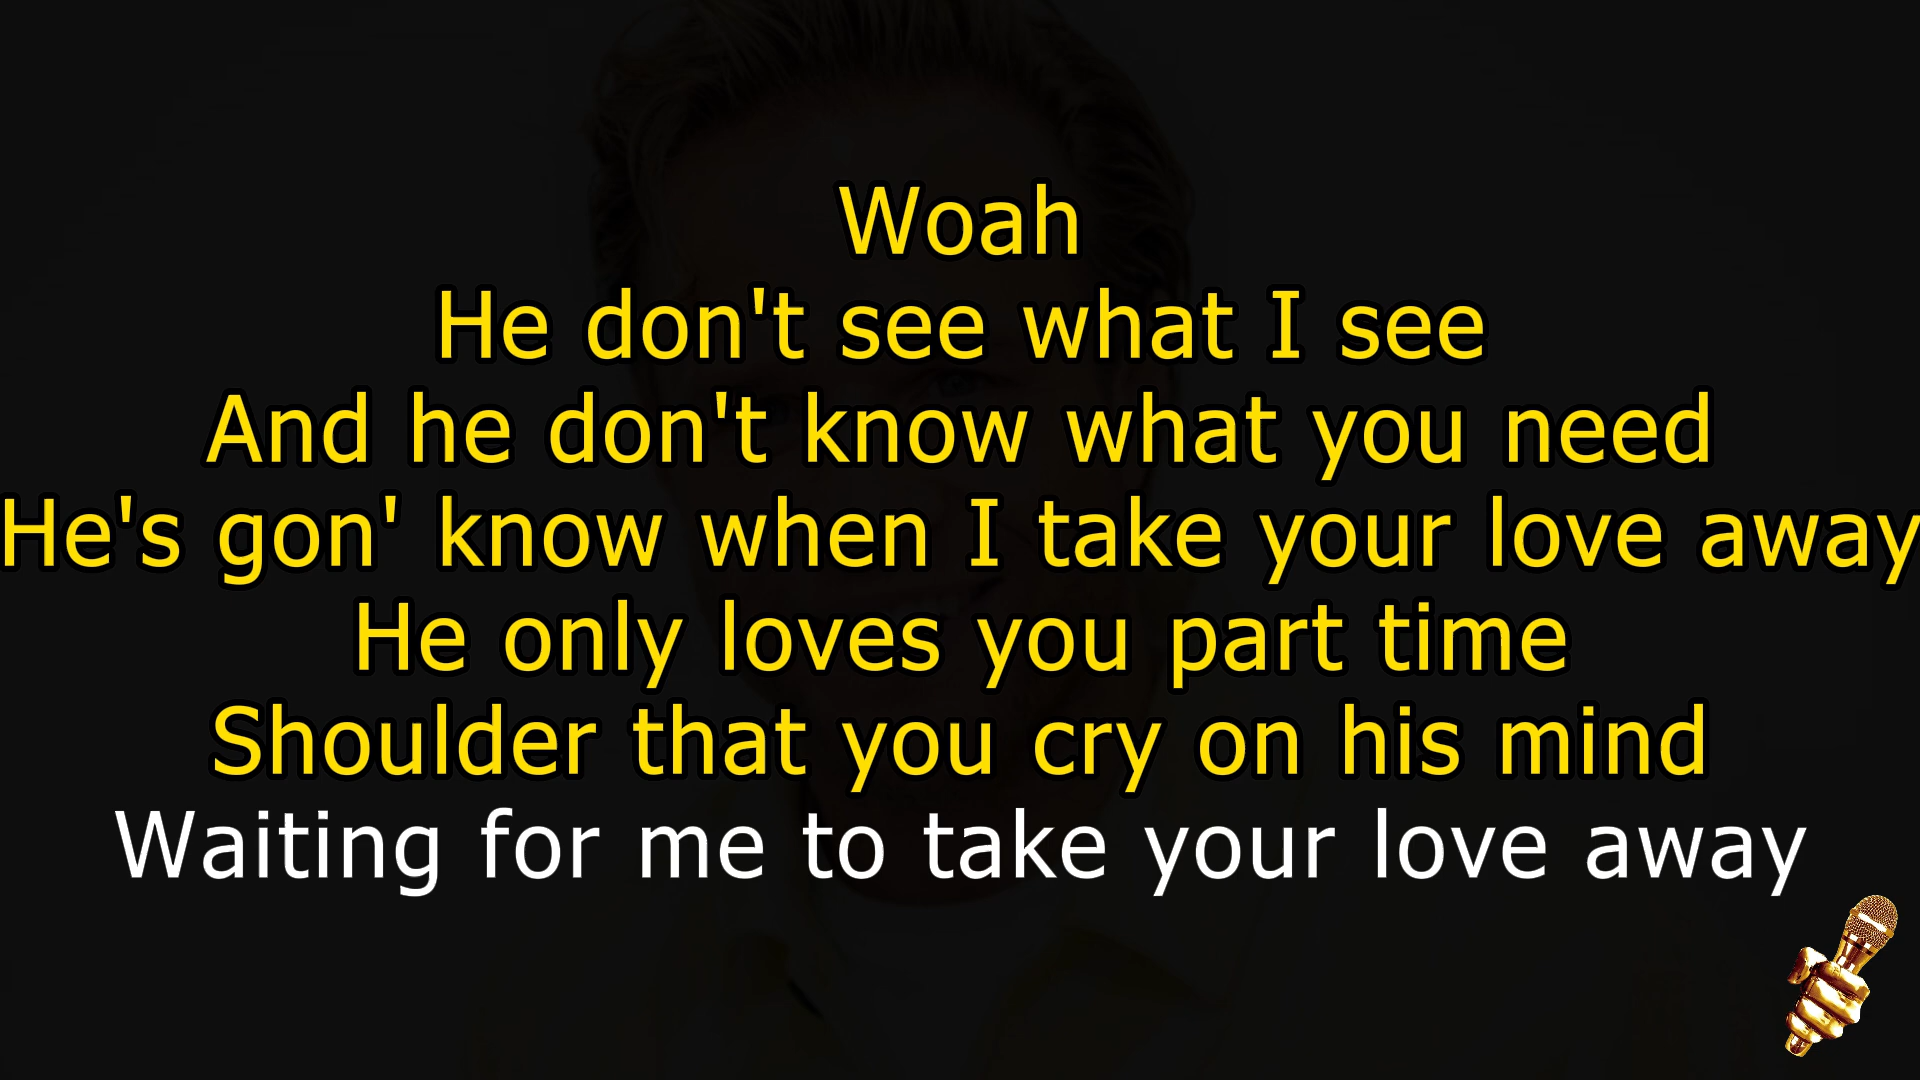 Woah
He don't see what I see
And he don't know what you need
He's gon' know when I take your love away
He only loves you part time
Shoulder that you cry on his mind
Waiting for me to take your love away